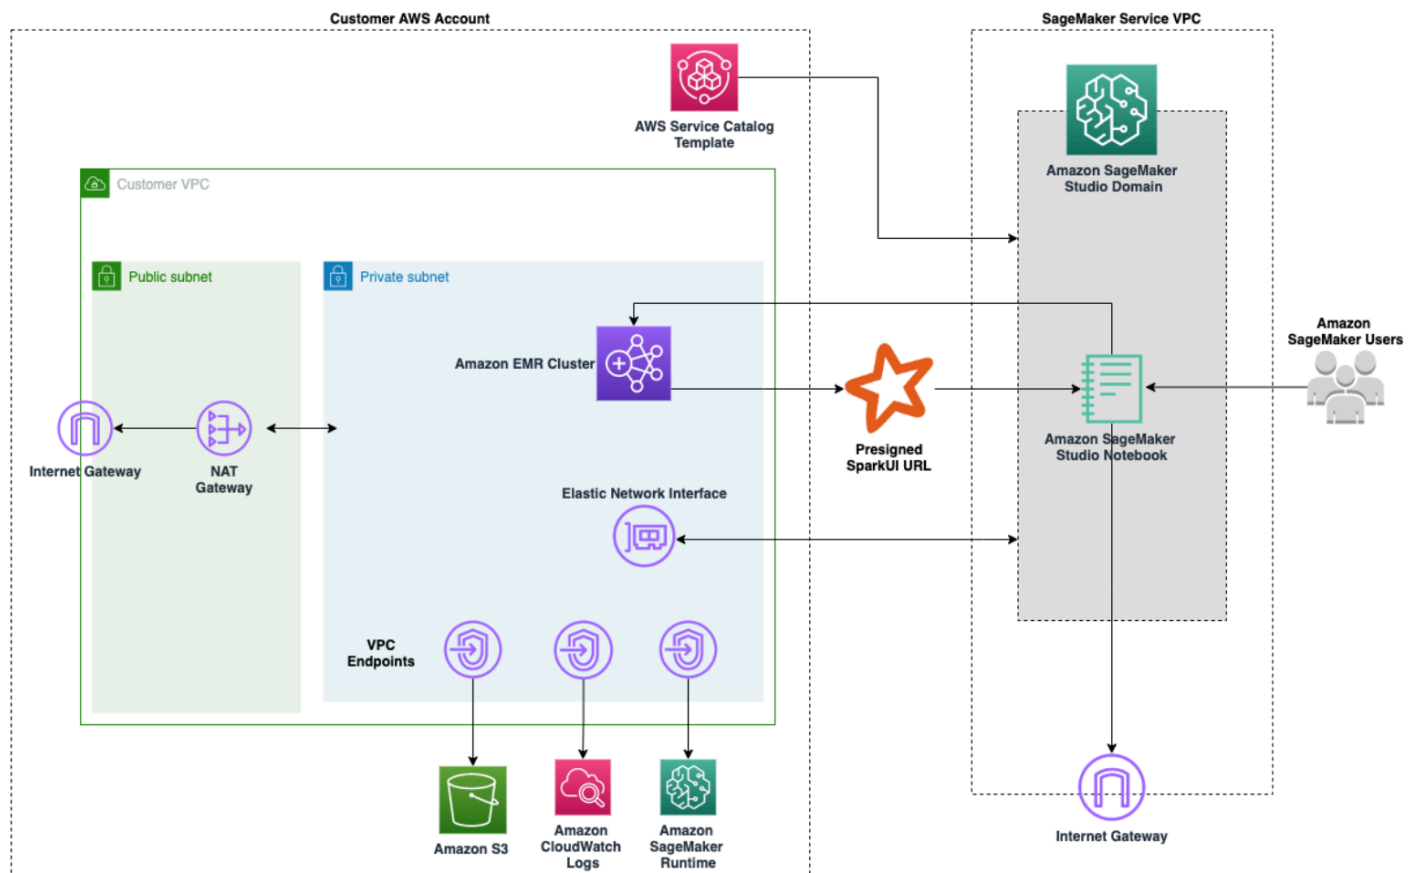 Customer AWS Account
SageMaker Service VPC
AWS Service Catalog
Template
Amazon SageMaker
Studio Domain
Customer VPC
Public subnet
Private subnet
Amazon EMR Cluster
Amazon
SageMaker Users
Presigned
SparkUI URL
Amazon SageMaker
Studio Notebook
Internet Gateway
NAT
Gateway
Elastic Network Interface
VPC
Endpoints
Amazon S3
Amazon
CloudWatch
Logs
Amazon
SageMaker
Runtime
Internet Gateway